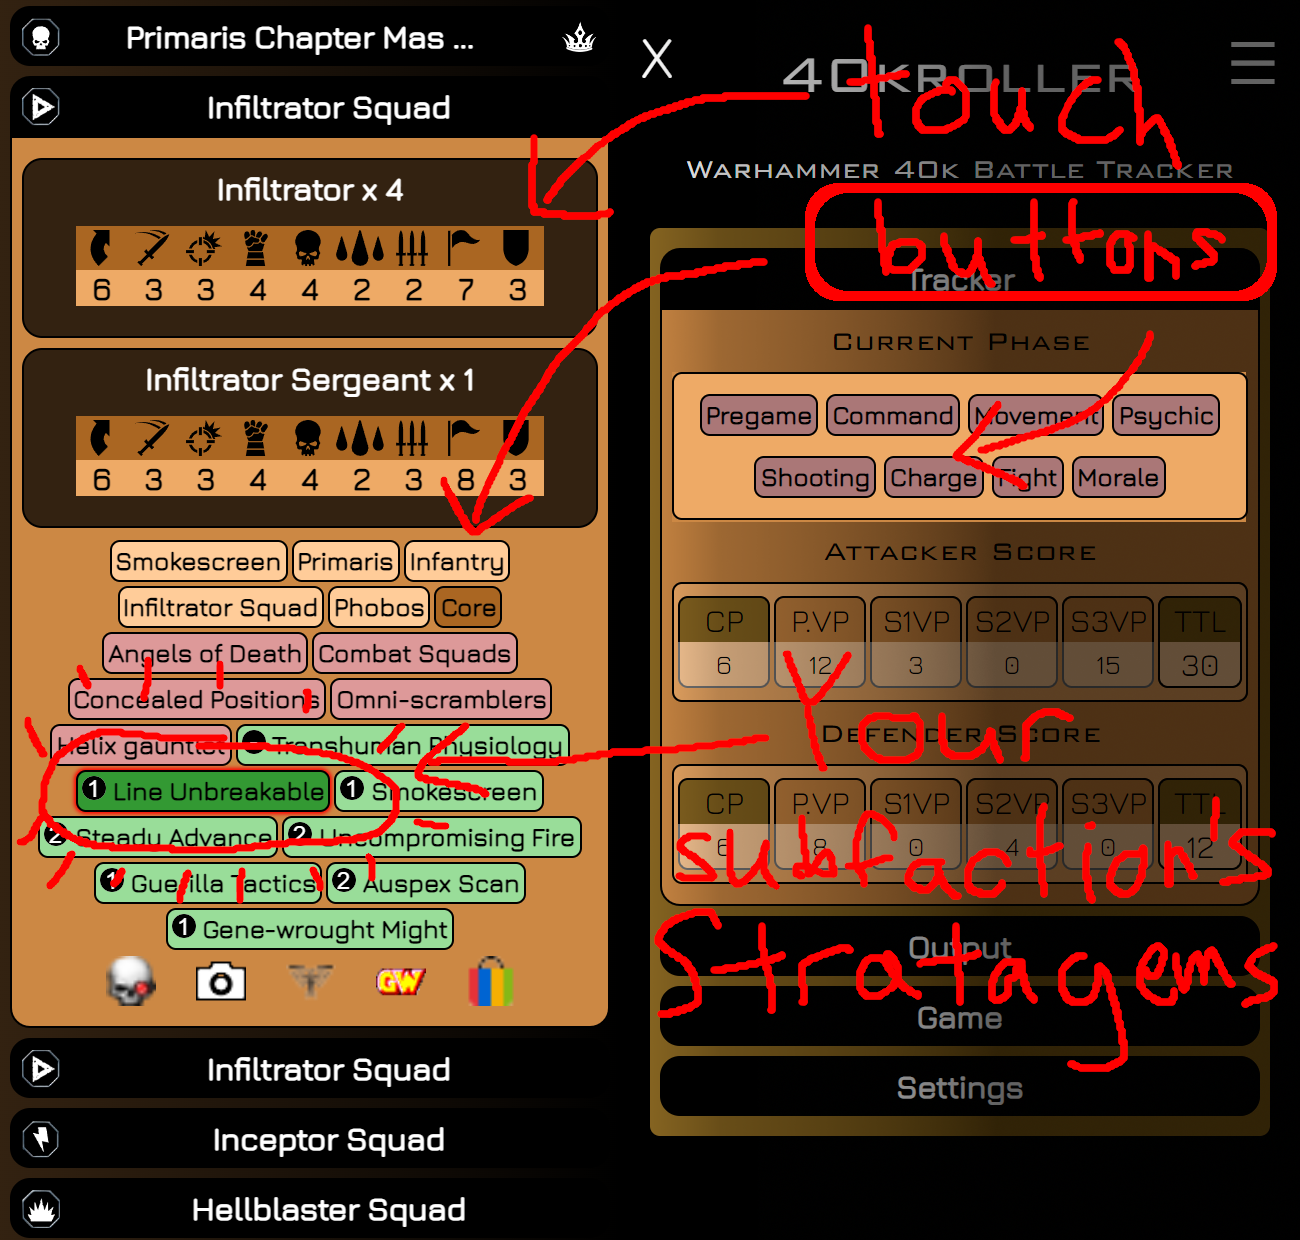 Primaris Chapter Mas ...
Infiltrator Squad
Infiltrator x 4
6 3 3 4 4 2 2 7 3
Infiltrator Sergeant x 1
6 3 3 4 4 2 3 8 3
Smokescreen Primaris Infantry
Infiltrator Squad Phobos Core
Angels of Death Combat Squads
Concealed Positions Omni-scramblers
Helix gauntlet Transhuman Physiology
1 Line Unbreakable 1 Smokescreen
2 Steady Advance 2 Uncompromising Fire
1 Guerilla Tactics 2 Auspex Scan
1 Gene-wrought Might
GW
Infiltrator Squad
Inceptor Squad
Hellblaster Squad
X
40KROLLER
touch
Warhammer 40k Battle Tracker
buttons
Tracker
Current Phase
Pregame Command Movement Psychic
Shooting Charge Fight Morale
Attacker Score
CP P.VP S1VP S2VP S3VP TTL
6 12 3 0 15 30
Your
Defender Score
CP P.VP S1VP S2VP S3VP TTL
6 8 0 4 0 12
subfaction's
Stratagems
Output
Game
Settings